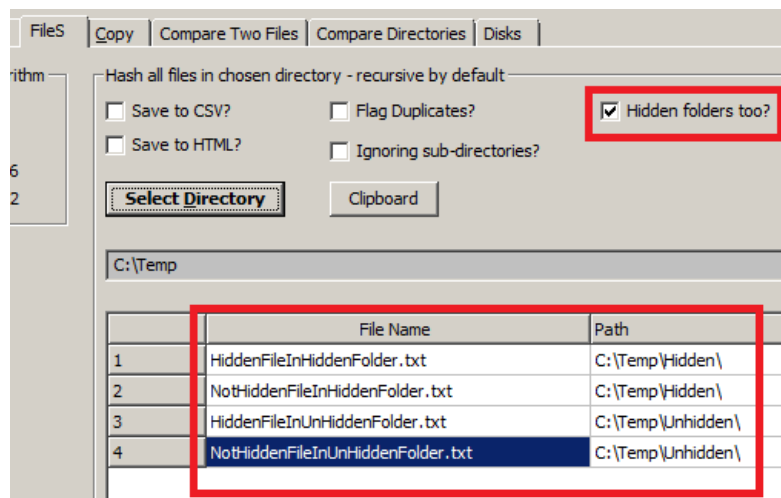 FileS Copy Compare Two Files Compare Directories Disks
rithm Hash all files in chosen directory - recursive by default
Save to CSV? Flag Duplicates? Hidden folders too?
Save to HTML? Ignoring sub-directories?
6
2 Select Directory Clipboard
C:\Temp
File Name Path
1 HiddenFileInHiddenFolder.txt C:\Temp\Hidden\
2 NotHiddenFileInHiddenFolder.txt C:\Temp\Hidden\
3 HiddenFileInUnHiddenFolder.txt C:\Temp\Unhidden\
4 NotHiddenFileInUnHiddenFolder.txt C:\Temp\Unhidden\